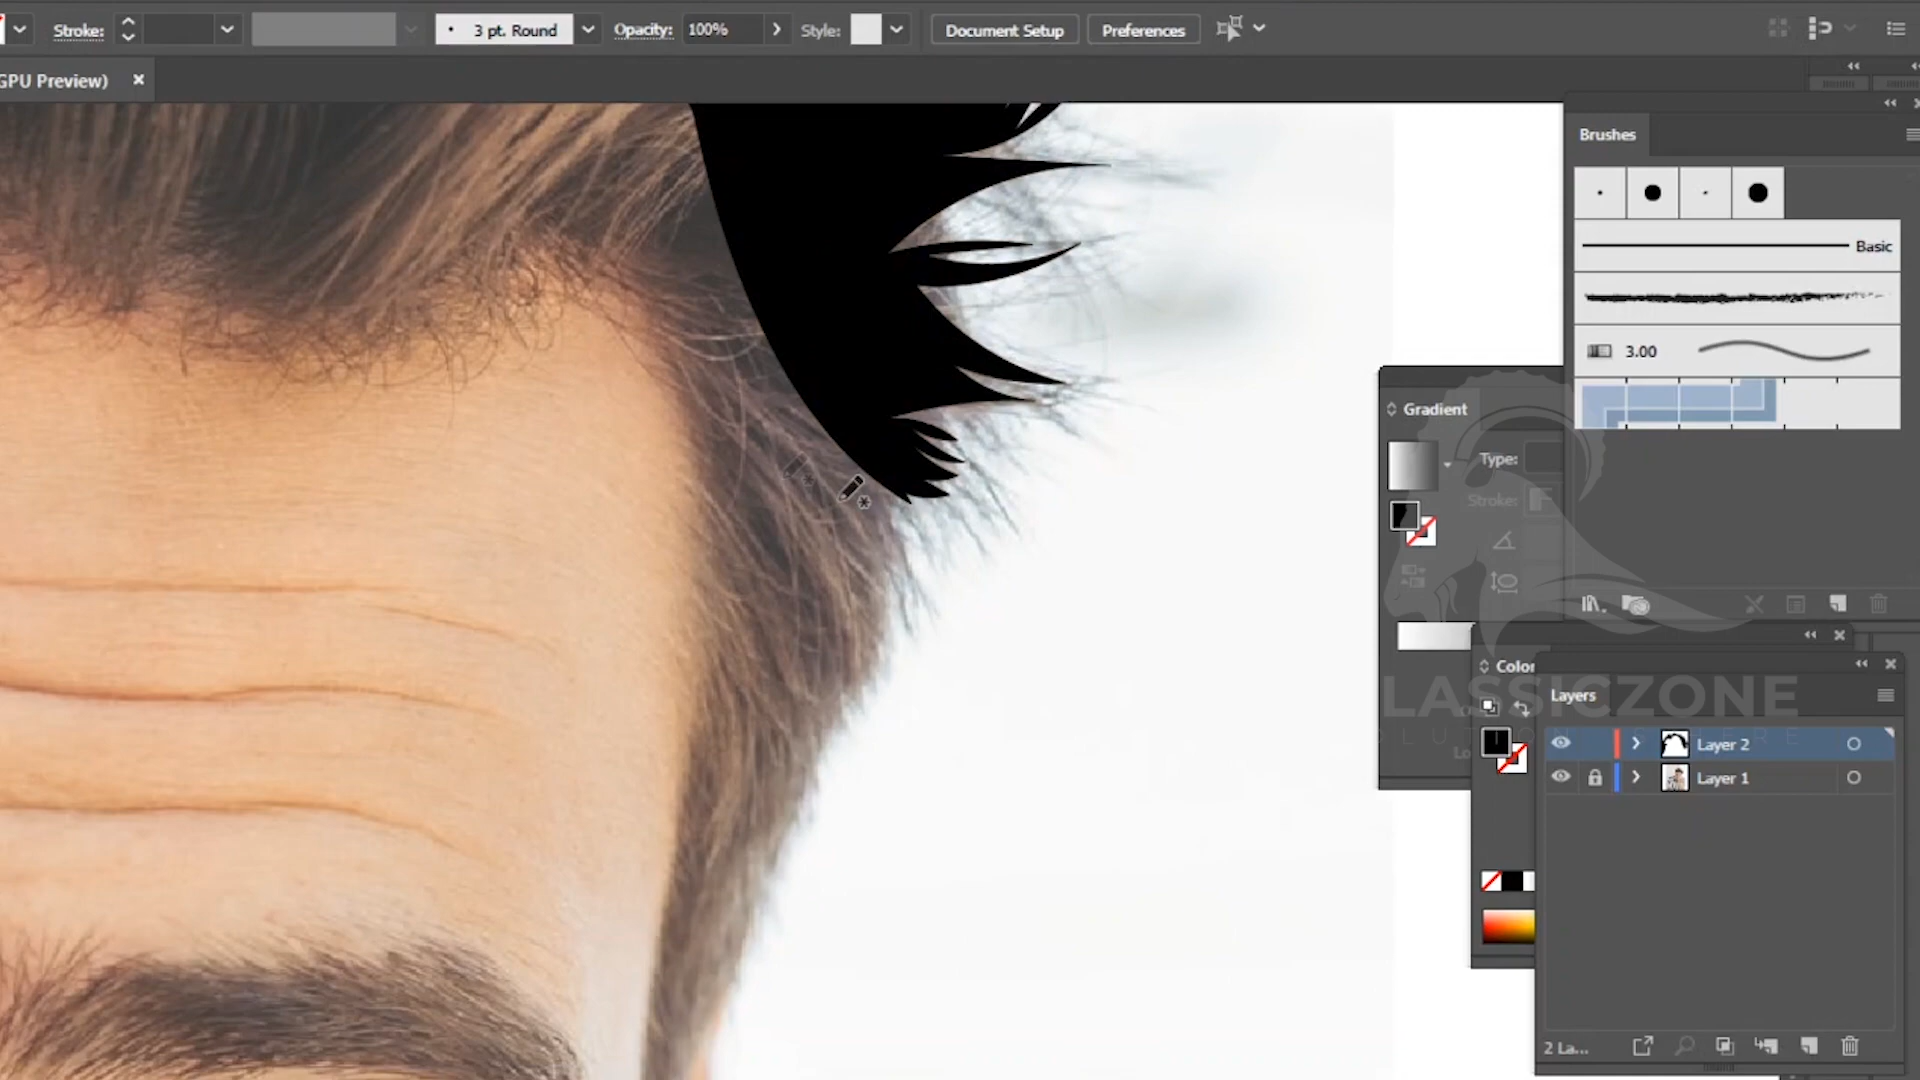 Stroke:
3 pt. Round
Opacity:
100%
Style:
Document Setup
Preferences
GPU Preview)
Brushes
Basic
3.00
Gradient
Type:
Stroke:
Color
Layers
LASSICZONE
Layer 2
Layer 1
2 La...